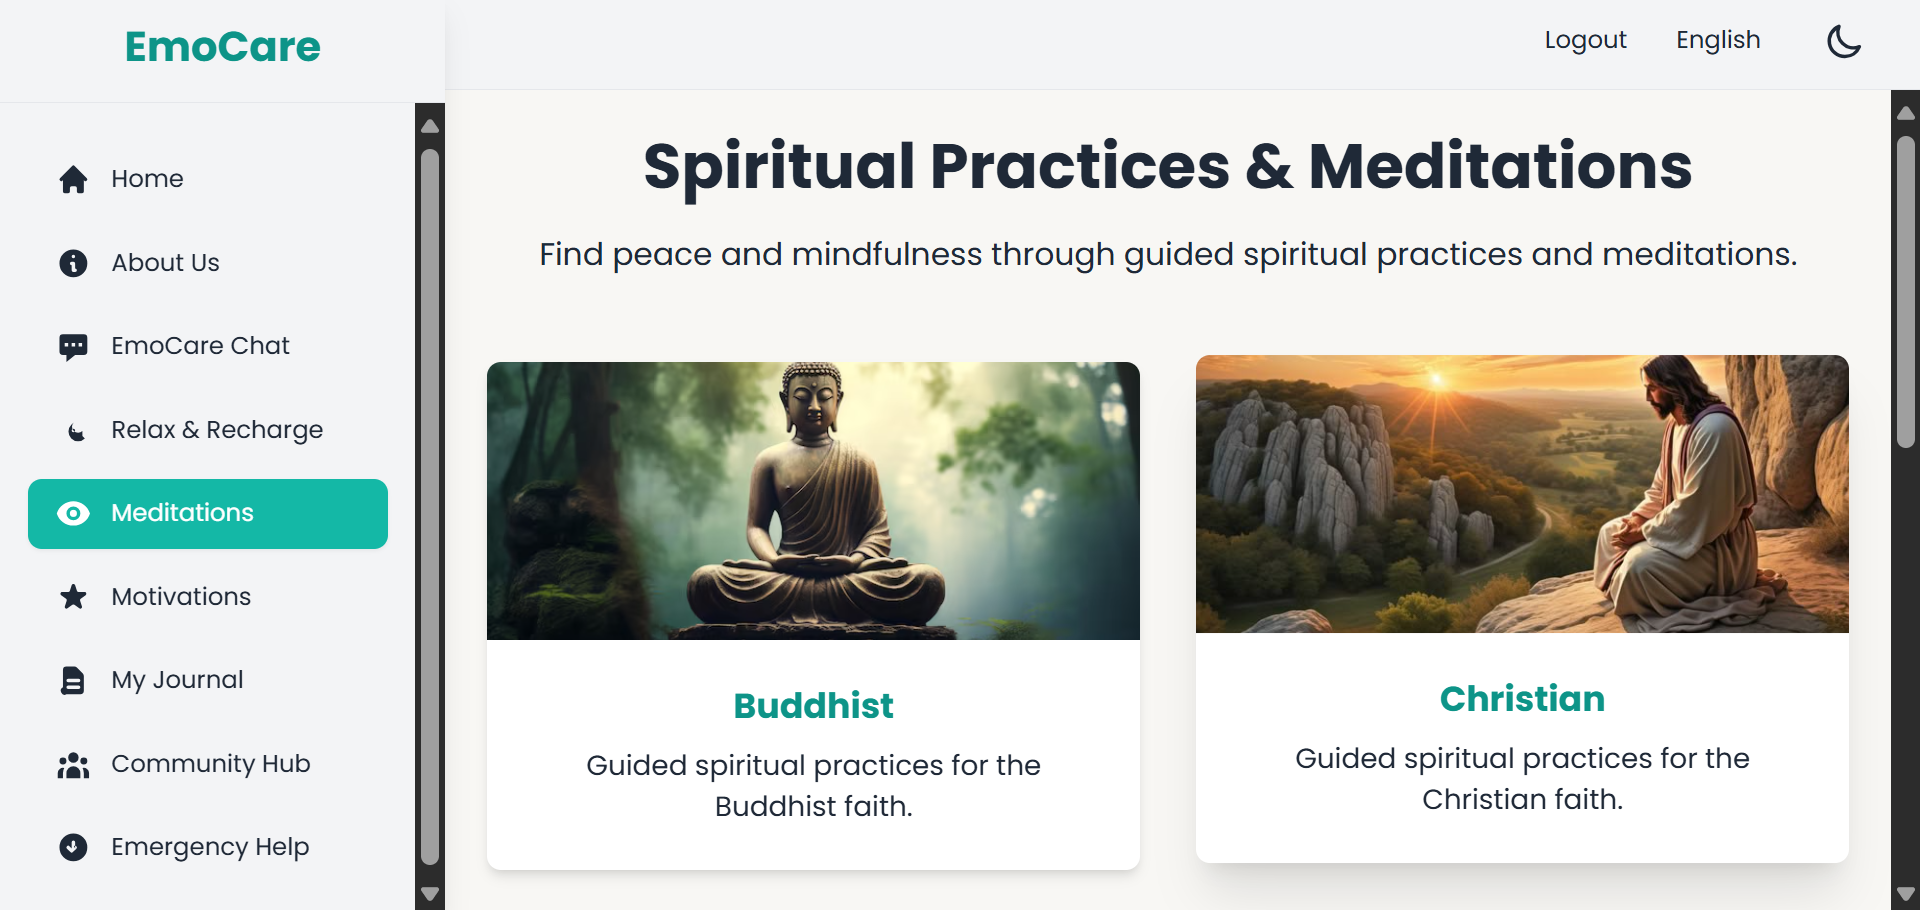 EmoCare
Logout
English
Home
About Us
EmoCare Chat
Relax & Recharge
Meditations
Motivations
My Journal
Community Hub
Emergency Help
Spiritual Practices & Meditations
Find peace and mindfulness through guided spiritual practices and meditations.
Buddhist
Guided spiritual practices for the
Buddhist faith.
Christian
Guided spiritual practices for the
Christian faith.